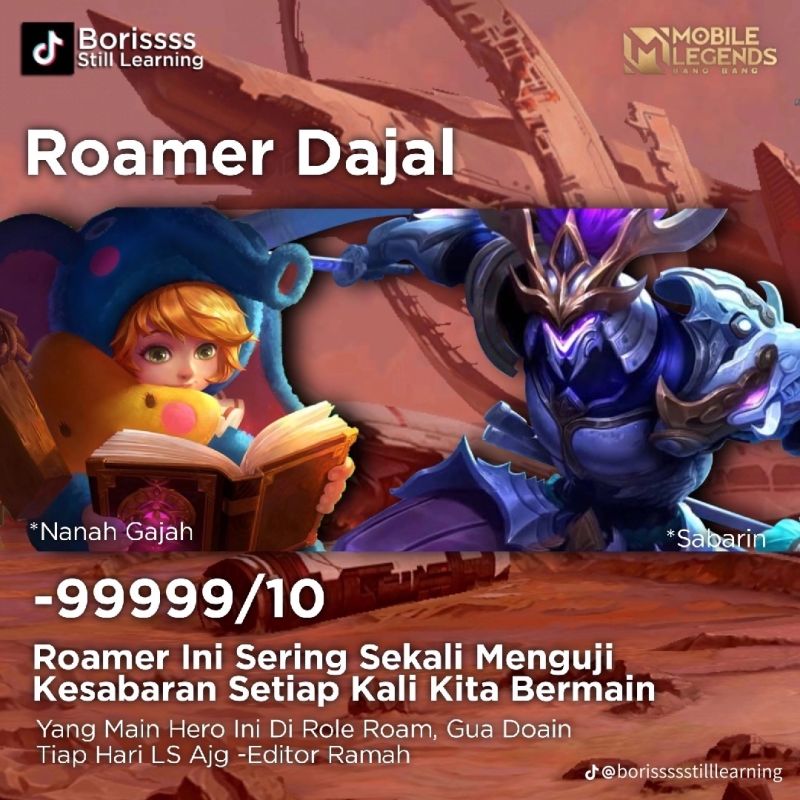 Borissss
Still Learning
MOBILE
LEGENDS
BANG BANG
Roamer Dajal
*Nanah Gajah
*Sabarin
-99999/10
Roamer Ini Sering Sekali Menguji
Kesabaran Setiap Kali Kita Bermain
Yang Main Hero Ini Di Role Roam, Gua Doain
Tiap Hari LS Ajg -Editor Ramah
@borissssstilllearning